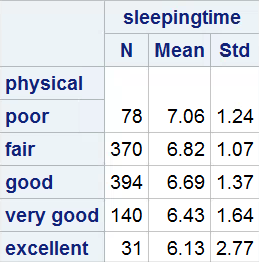 sleepingtime
N Mean Std
physical
poor 78 7.06 1.24
fair 370 6.82 1.07
good 394 6.69 1.37
very good 140 6.43 1.64
excellent 31 6.13 2.77